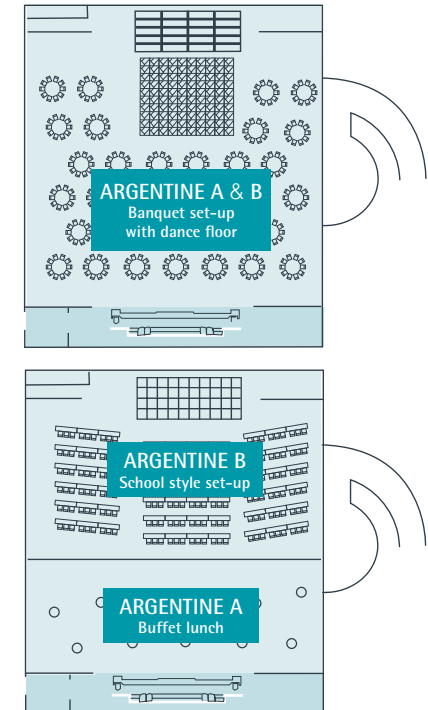 ARGENTINE A & B
Banquet set-up
with dance floor
ARGENTINE B
School style set-up
ARGENTINE A
Buffet lunch